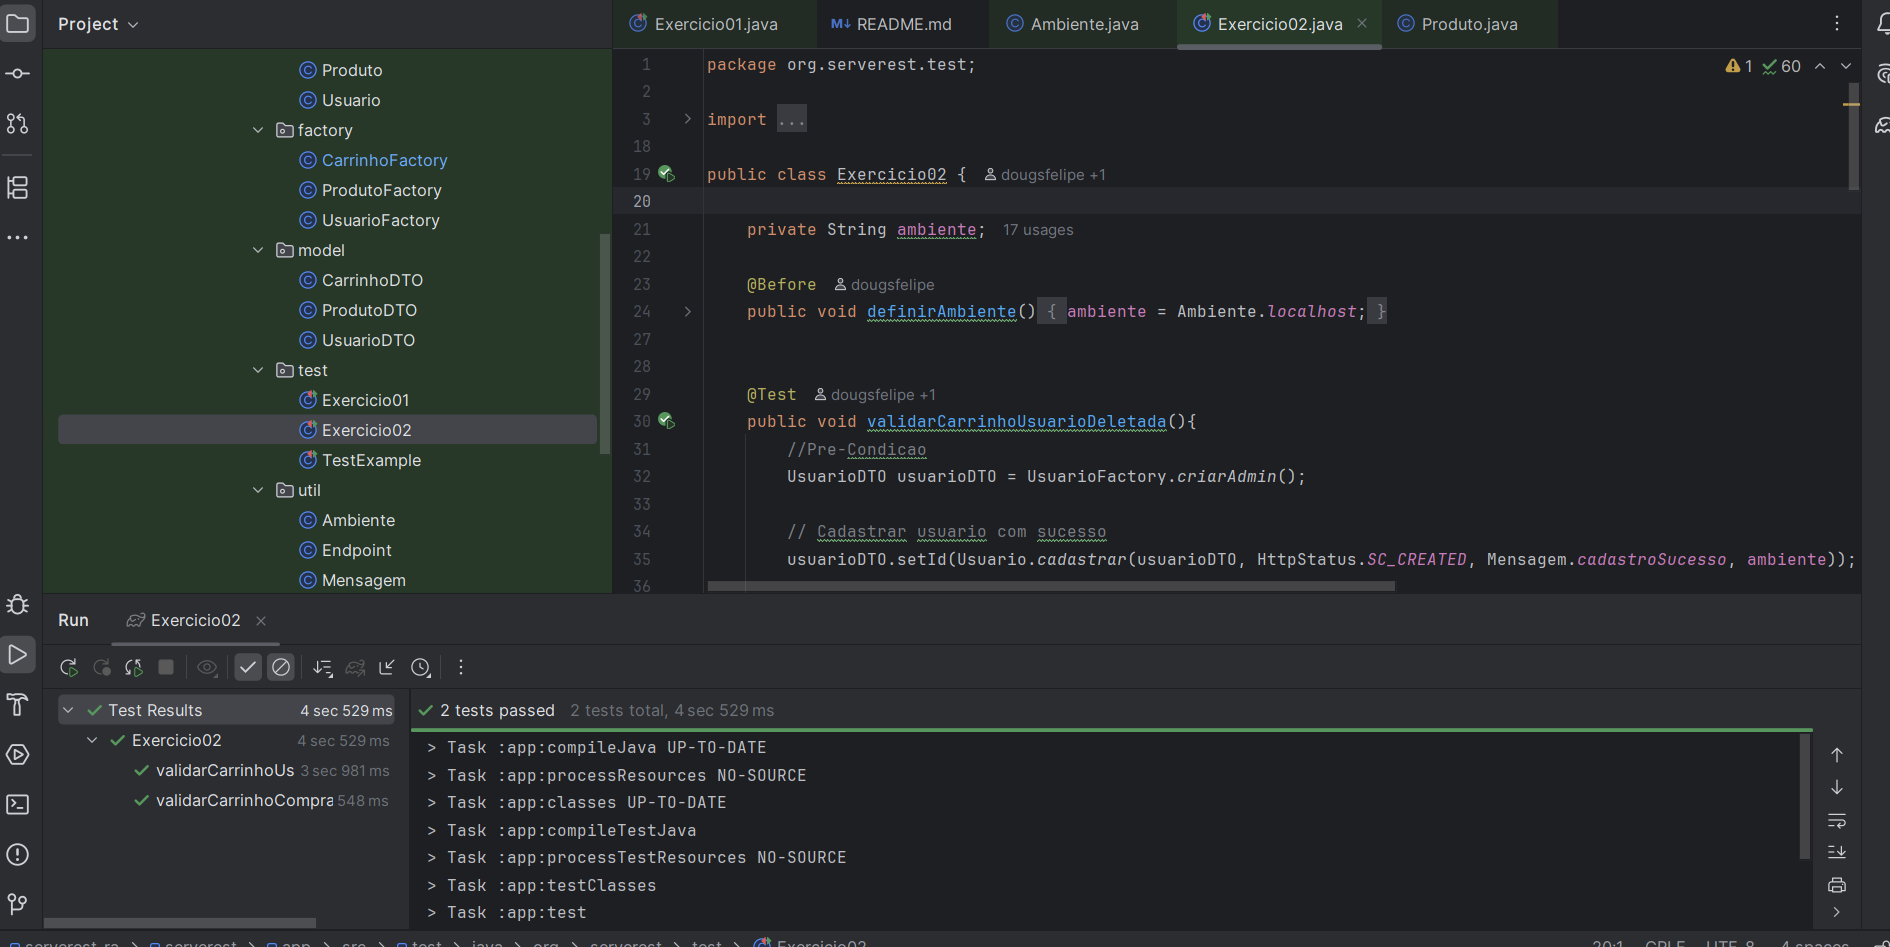 Project
Exercicio01.java
M↓ README.md
Ambiente.java
Exercicio02.java
Produto.java
Produto
Usuario
factory
CarrinhoFactory
ProdutoFactory
UsuarioFactory
model
CarrinhoDTO
ProdutoDTO
UsuarioDTO
test
Exercicio01
Exercicio02
TestExample
util
Ambiente
Endpoint
Mensagem
1 package org.serverest.test;
1 60
2
3 import ...
18
19 public class Exercicio02 { dougsfelipe +1
20
21 private String ambiente; 17 usages
22
23 @Before dougsfelipe
24 public void definirAmbiente() { ambiente = Ambiente.localhost; }
27
28
29 @Test dougsfelipe +1
30 public void validarCarrinhoUsuarioDeletada(){
31 //Pre-Condicao
32 UsuarioDTO usuarioDTO = UsuarioFactory.criarAdmin();
33
34 // Cadastrar usuario com sucesso
35 usuarioDTO.setId(Usuario.cadastrar(usuarioDTO, HttpStatus.SC_CREATED, Mensagem.cadastroSucesso, ambiente));
36
Run Exercicio02
Test Results 4 sec 529 ms
Exercicio02 4 sec 529 ms
validarCarrinhoUs 3 sec 981 ms
validarCarrinhoCompra 548 ms
2 tests passed 2 tests total, 4 sec 529 ms
> Task :app:compileJava UP-TO-DATE
> Task :app:processResources NO-SOURCE
> Task :app:classes UP-TO-DATE
> Task :app:compileTestJava
> Task :app:processTestResources NO-SOURCE
> Task :app:testClasses
> Task :app:test
serverest-ra > serverest > app > src > test > java > org > serverest > test > Exercicio02
20:1 CRLF UTF-8 4 spaces